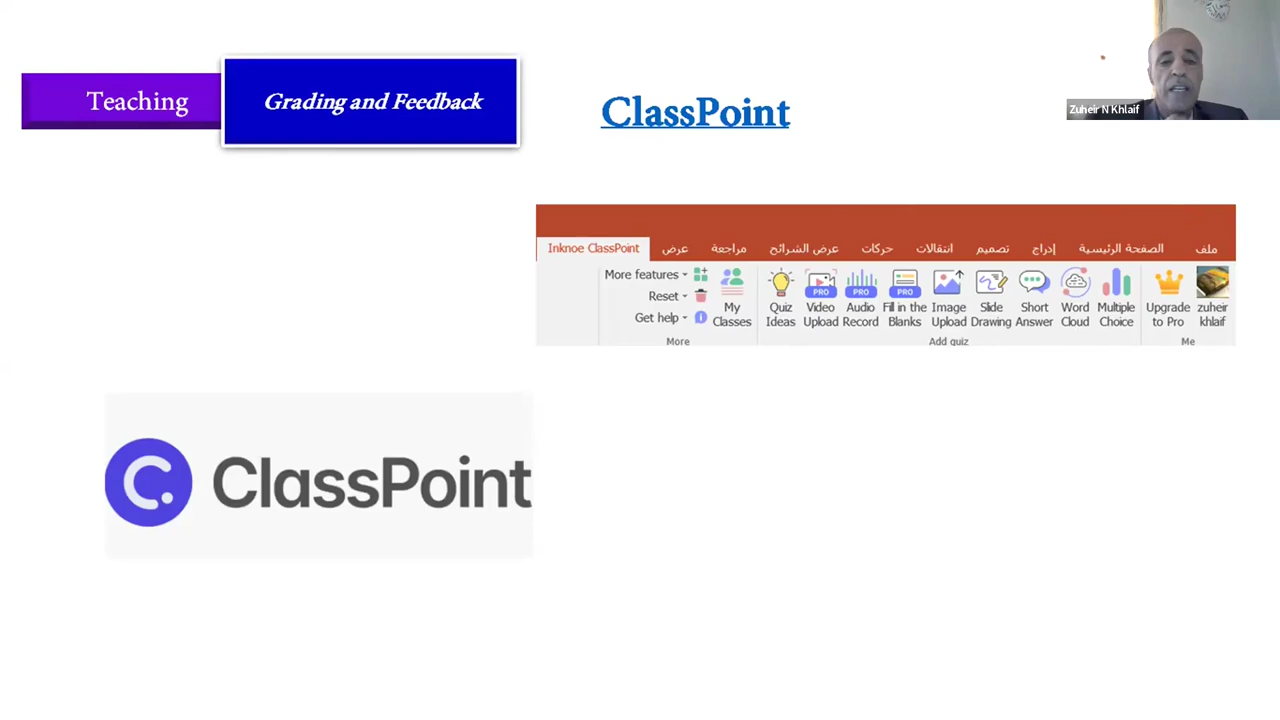 Teaching
Grading and Feedback
ClassPoint
Zuheir N Khlaif
ملف الصفحة الرئيسية إدراج تصميم انتقالات حركات عرض الشرائح مراجعة عرض Inknoe ClassPoint
More features
Reset
Get help
My Classes
Quiz Ideas
Video Upload
PRO
Audio Record
PRO
Fill in the Blanks
PRO
Image Upload
Slide Drawing
Short Answer
Word Cloud
Multiple Choice
Upgrade to Pro
zuheir khlaif
More
Add quiz
Me
ClassPoint